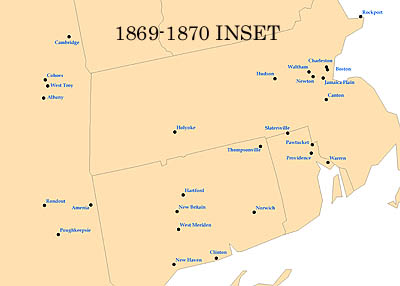 Rockport
1869-1870 INSET
Cambridge
Charleston
Waltham
Boston
Cohoes
Hudson
Newton
Jamaica Plain
West Troy
Albany
Canton
Holyoke
Slatersville
Pawtucket
Thompsonville
Providence
Warren
Hartford
Rondout
Amenia
New Britain
Norwich
West Meriden
Poughkeepsie
Clinton
New Haven